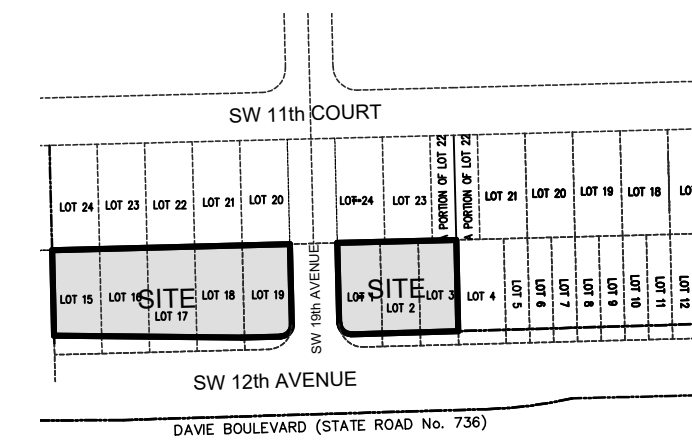 SW 11th COURT
LOT 24
LOT 23
LOT 22
LOT 21
LOT 20
LOT 24
LOT 23
A PORTION OF LOT 22
A PORTION OF LOT 22
LOT 21
LOT 20
LOT 19
LOT 18
SW 19th AVENUE
LOT 15
LOT 16
SITE
LOT 17
LOT 18
LOT 19
LOT 1
SITE
LOT 2
LOT 3
LOT 4
LOT 5
LOT 6
LOT 7
LOT 8
LOT 9
LOT 10
LOT 11
LOT 12
SW 12th AVENUE
DAVIE BOULEVARD (STATE ROAD No. 736)